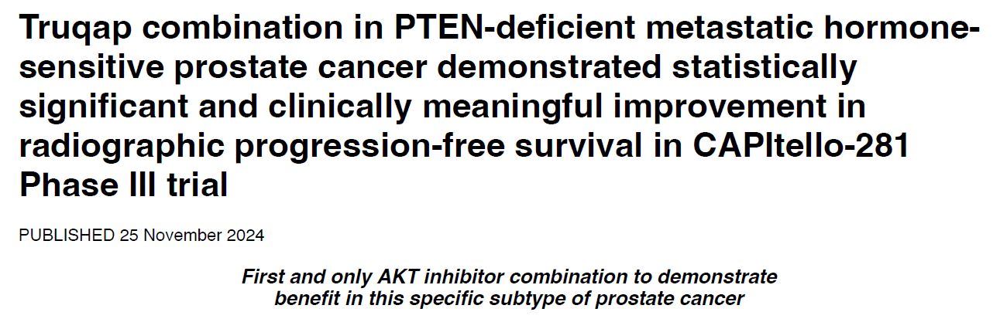 Truqap combination in PTEN-deficient metastatic hormone-
sensitive prostate cancer demonstrated statistically
significant and clinically meaningful improvement in
radiographic progression-free survival in CAPItello-281
Phase III trial
PUBLISHED 25 November 2024
First and only AKT inhibitor combination to demonstrate
benefit in this specific subtype of prostate cancer